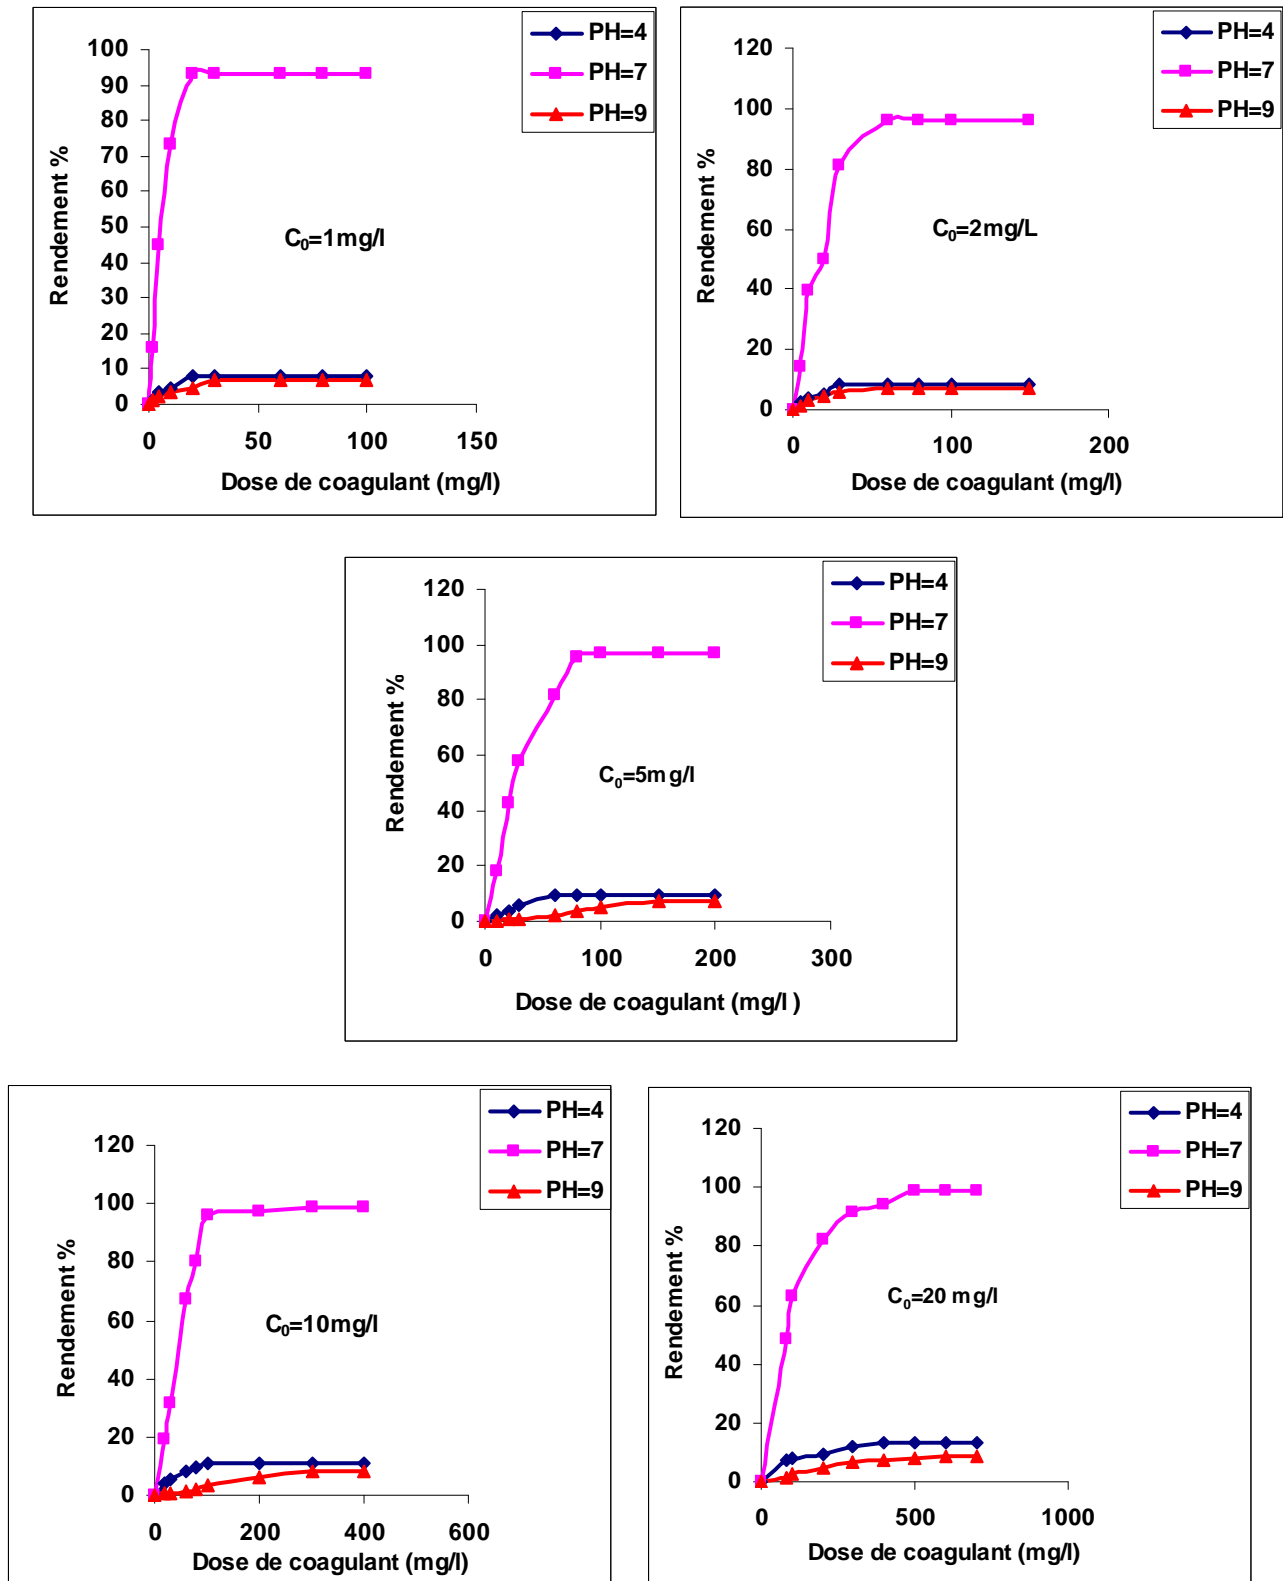 PH=4
PH=7
PH=9
100
90
80
70
60
50
40
30
20
10
0
Rendement %
C₀=1mg/l
0 50 100 150
Dose de coagulant (mg/l)
PH=4
PH=7
PH=9
120
100
80
60
40
20
0
Rendement %
C₀=2mg/L
0 100 200
Dose de coagulant (mg/l)
PH=4
PH=7
PH=9
120
100
80
60
40
20
0
Rendement %
C₀=5mg/l
0 100 200 300
Dose de coagulant (mg/l )
PH=4
PH=7
PH=9
120
100
80
60
40
20
0
Rendement %
C₀=10mg/l
0 200 400 600
Dose de coagulant (mg/l)
PH=4
PH=7
PH=9
120
100
80
60
40
20
0
Rendement %
C₀=20 mg/l
0 500 1000
Dose de coagulant (mg/l)